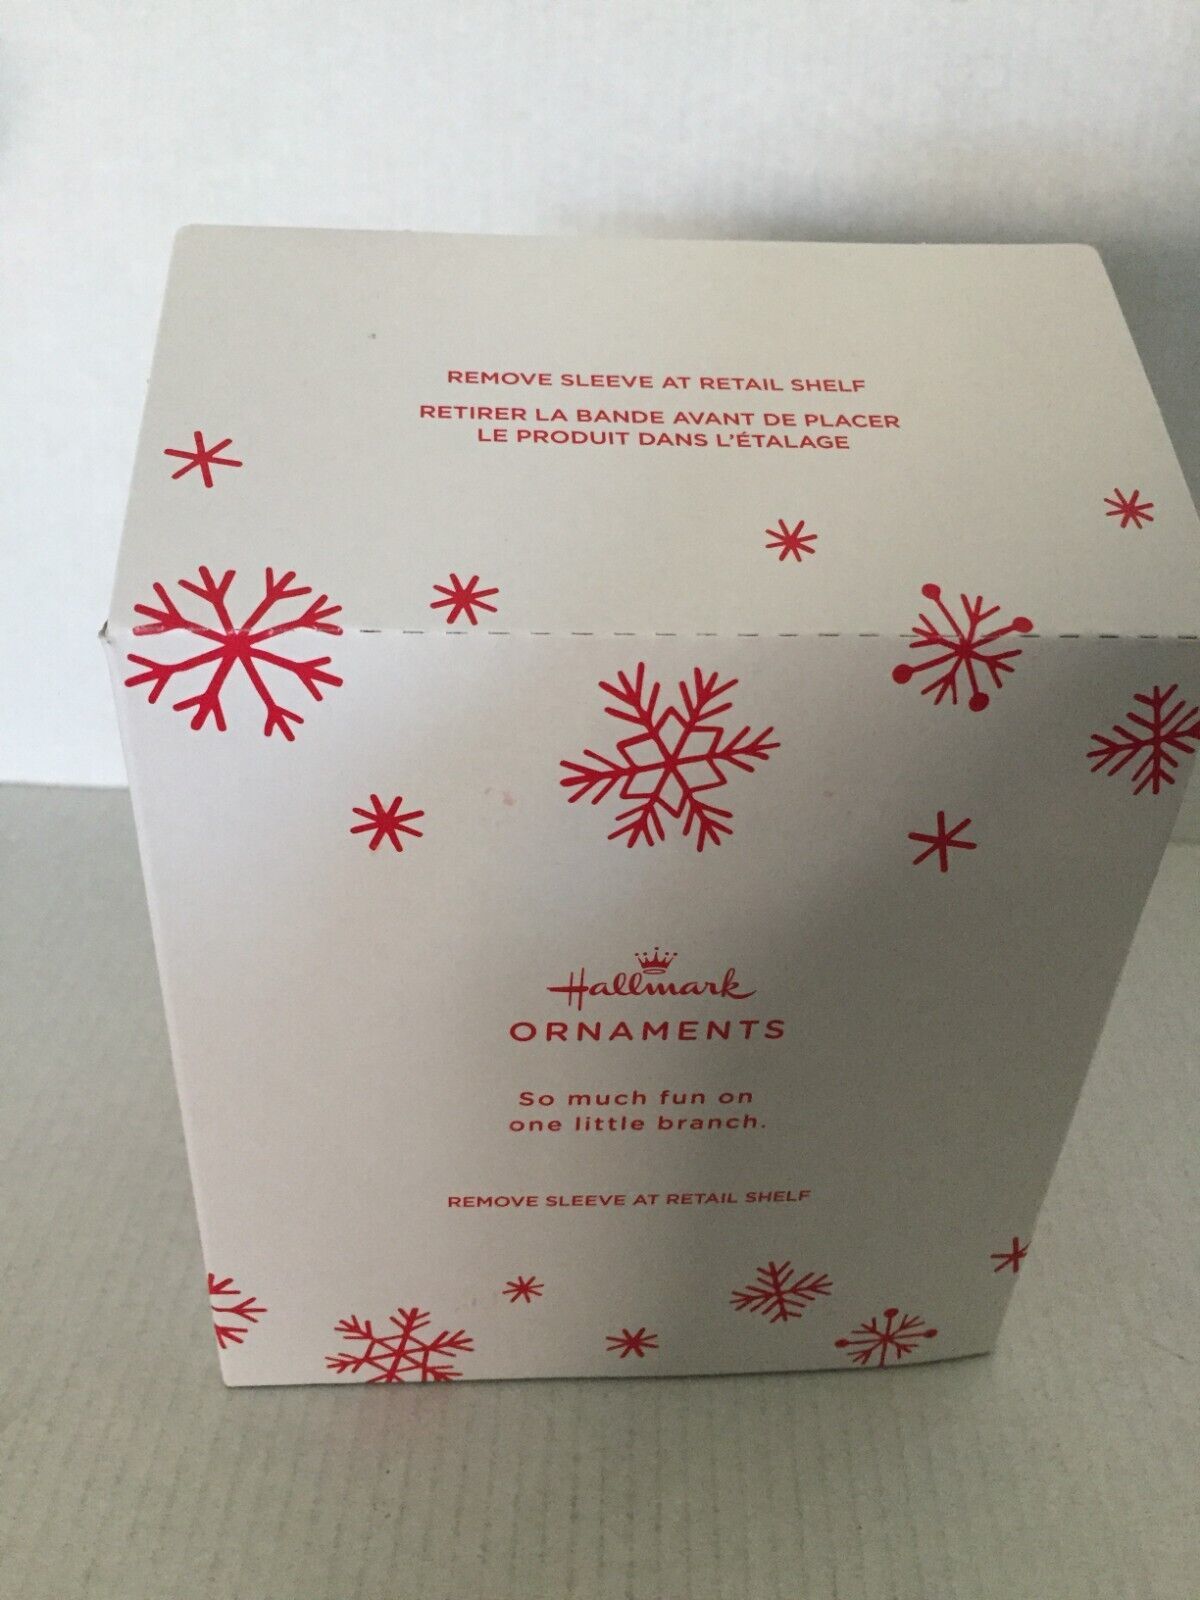 REMOVE SLEEVE AT RETAIL SHELF
RETIRER LA BANDE AVANT DE PLACER
LE PRODUIT DANS L'ÉTALAGE
Hallmark
ORNAMENTS
So much fun on
one little branch.
REMOVE SLEEVE AT RETAIL SHELF